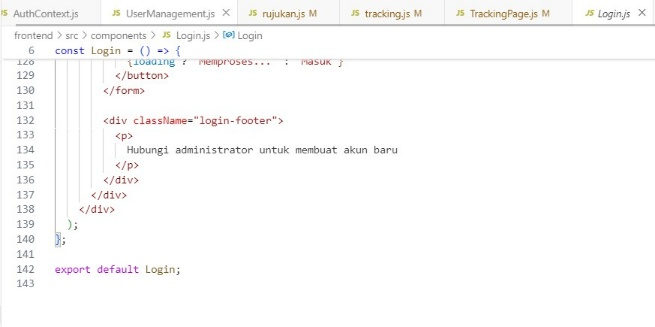 JS AuthContext.js JS UserManagement.js × JS rujukan.js M JS tracking.js M JS TrackingPage.js M JS Login.js ×
frontend > src > components > JS Login.js > Login
6 const Login = () => {
128 {loading ? 'Memproses...' : 'Masuk'}
129 </button>
130 </form>
131
132 <div className="login-footer">
133 <p>
134 Hubungi administrator untuk membuat akun baru
135 </p>
136 </div>
137 </div>
138 </div>
139 );
140 };
141
142 export default Login;
143